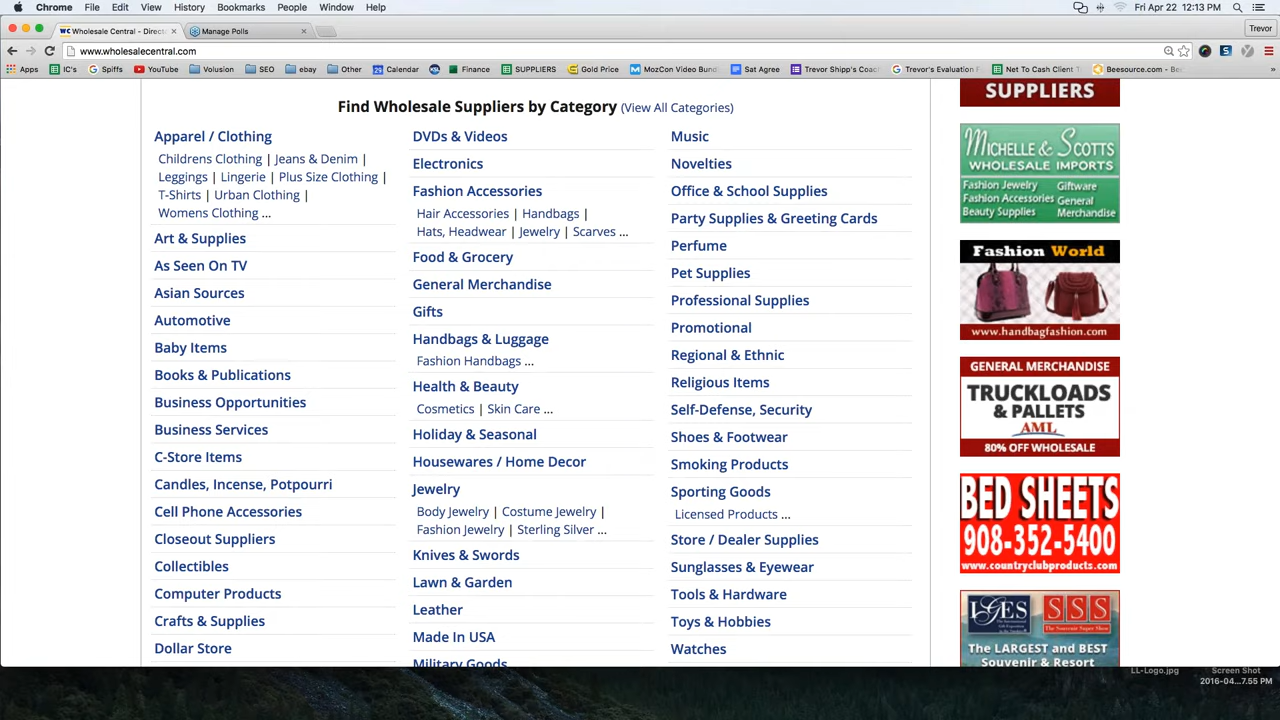 Chrome File Edit View History Bookmarks People Window Help Fri Apr 22 12:13 PM
Wholesale Central - Direct Manage Polls Trevor
www.wholesalecentral.com
Apps IC's Spiffs YouTube Volusion SEO ebay Other Calendar Finance SUPPLIERS Gold Price MozCon Video Bund Sat Agree Trevor Shipp's Coach Trevor's Evaluation Net To Cash Client T Beesource.com - Bee
Find Wholesale Suppliers by Category (View All Categories)
Apparel / Clothing
Childrens Clothing | Jeans & Denim |
Leggings | Lingerie | Plus Size Clothing |
T-Shirts | Urban Clothing |
Womens Clothing ...
Art & Supplies
As Seen On TV
Asian Sources
Automotive
Baby Items
Books & Publications
Business Opportunities
Business Services
C-Store Items
Candles, Incense, Potpourri
Cell Phone Accessories
Closeout Suppliers
Collectibles
Computer Products
Crafts & Supplies
Dollar Store
DVDs & Videos
Electronics
Fashion Accessories
Hair Accessories | Handbags |
Hats, Headwear | Jewelry | Scarves ...
Food & Grocery
General Merchandise
Gifts
Handbags & Luggage
Fashion Handbags ...
Health & Beauty
Cosmetics | Skin Care ...
Holiday & Seasonal
Housewares / Home Decor
Jewelry
Body Jewelry | Costume Jewelry |
Fashion Jewelry | Sterling Silver ...
Knives & Swords
Lawn & Garden
Leather
Made In USA
Military Goods
Music
Novelties
Office & School Supplies
Party Supplies & Greeting Cards
Perfume
Pet Supplies
Professional Supplies
Promotional
Regional & Ethnic
Religious Items
Self-Defense, Security
Shoes & Footwear
Smoking Products
Sporting Goods
Licensed Products ...
Store / Dealer Supplies
Sunglasses & Eyewear
Tools & Hardware
Toys & Hobbies
Watches
SUPPLIERS
MICHELLE & SCOTTS
WHOLESALE IMPORTS
Fashion Jewelry Giftware
Fashion Accessories General
Beauty Supplies Merchandise
Fashion World
www.handbagfashion.com
GENERAL MERCHANDISE
TRUCKLOADS
& PALLETS
AML
80% OFF WHOLESALE
BED SHEETS
908-352-5400
www.countryclubproducts.com
IGES SSS
The Souvenir Super Show
The LARGEST and BEST
Souvenir & Resort
LL-Logo.jpg Screen Shot
2016-04...7.55 PM